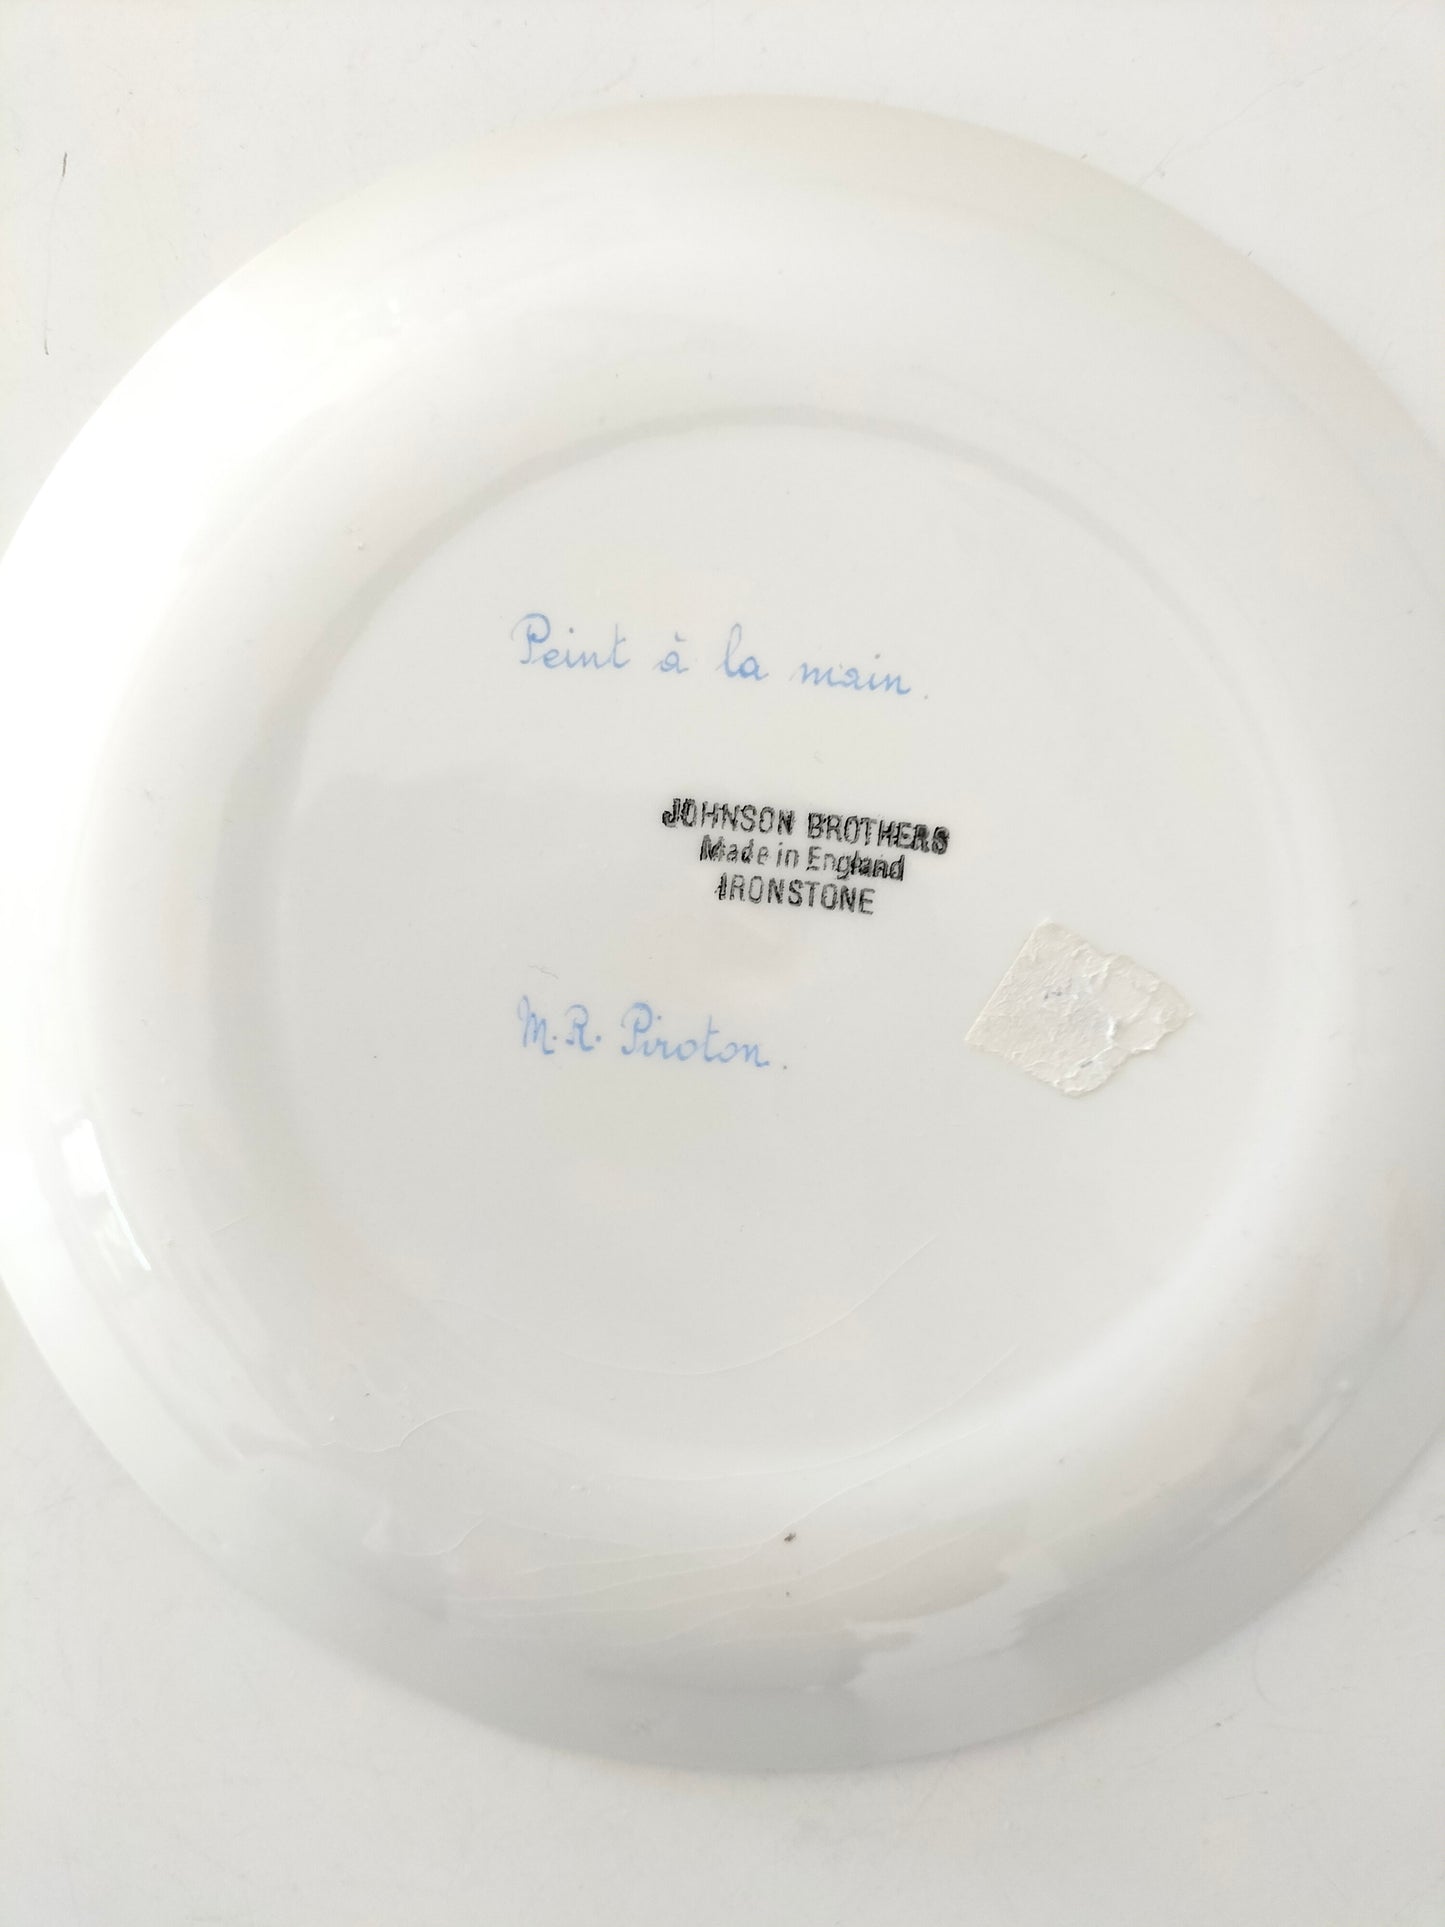 Peint à la main.
JOHNSON BROTHERS
Made in England
IRONSTONE
M.R. Piroton.